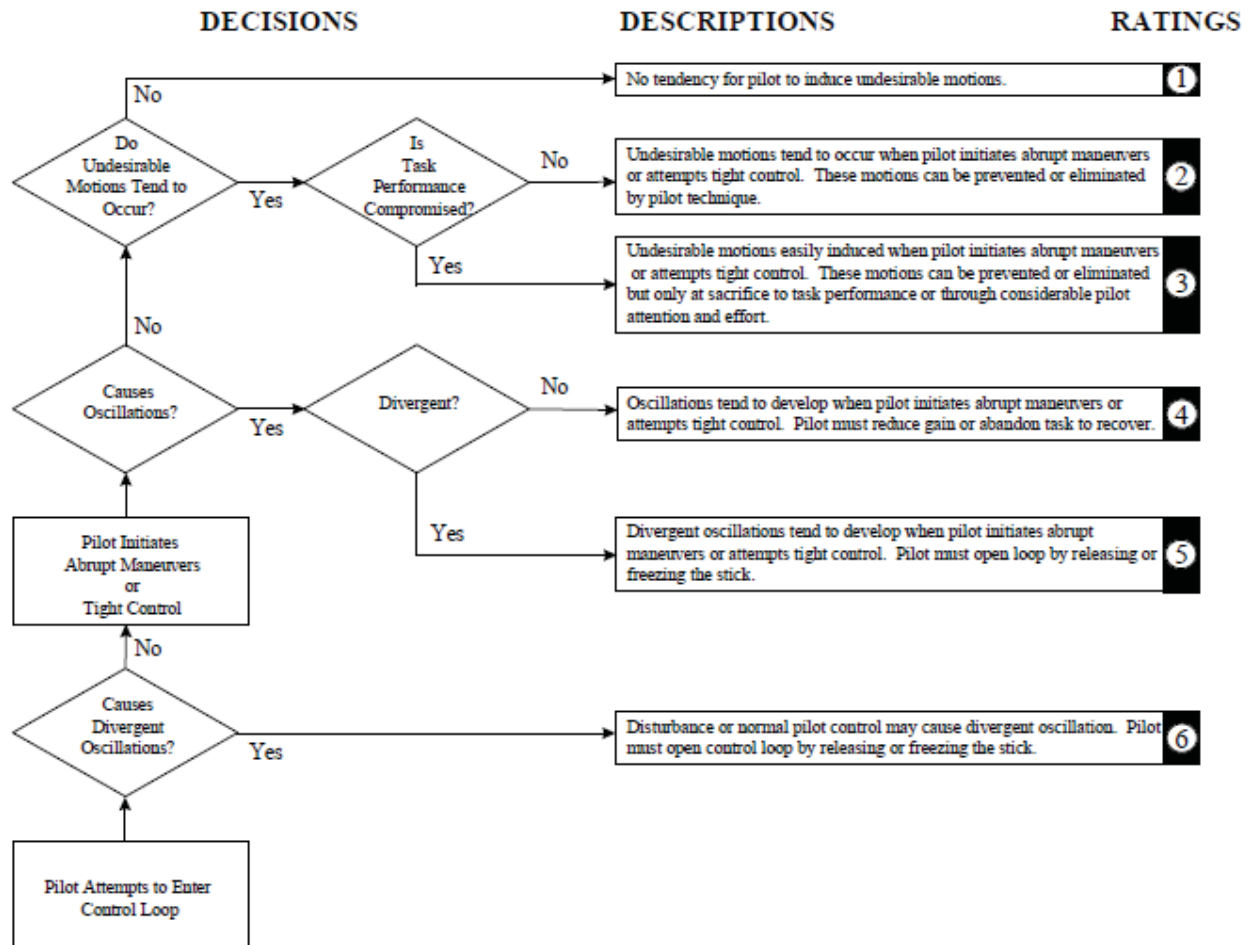 DECISIONS DESCRIPTIONS RATINGS
No
No tendency for pilot to induce undesirable motions.
1
Do
Undesirable
Motions Tend to
Occur?
Yes
Is
Task
Performance
Compromised?
No
Undesirable motions tend to occur when pilot initiates abrupt maneuvers
or attempts tight control. These motions can be prevented or eliminated
by pilot technique.
2
Yes
Undesirable motions easily induced when pilot initiates abrupt maneuvers
or attempts tight control. These motions can be prevented or eliminated
but only at sacrifice to task performance or through considerable pilot
attention and effort.
3
No
Causes
Oscillations?
Yes
Divergent?
No
Oscillations tend to develop when pilot initiates abrupt maneuvers or
attempts tight control. Pilot must reduce gain or abandon task to recover.
4
Yes
Divergent oscillations tend to develop when pilot initiates abrupt
maneuvers or attempts tight control. Pilot must open loop by releasing or
freezing the stick.
5
Pilot Initiates
Abrupt Maneuvers
or
Tight Control
No
Causes
Divergent
Oscillations?
Yes
Disturbance or normal pilot control may cause divergent oscillation. Pilot
must open control loop by releasing or freezing the stick.
6
Pilot Attempts to Enter
Control Loop